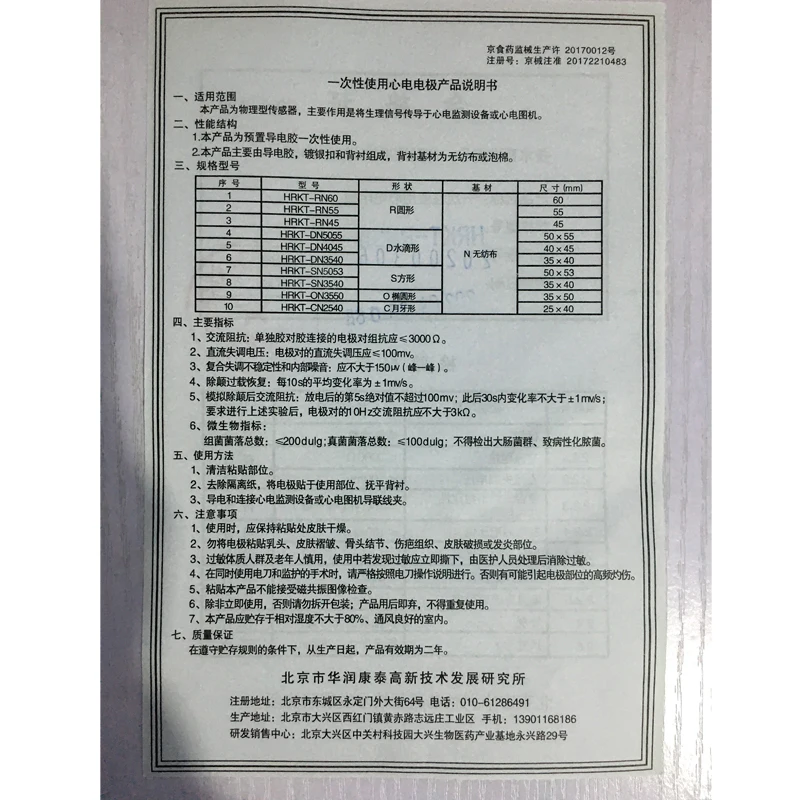 京食药监械生产许 20170012号
注册号：京械注准 20172210483
一次性使用心电电极产品说明书
一、适用范围
本产品为物理型传感器，主要作用是将生理信号传导于心电监测设备或心电图机。
二、性能结构
1.本产品为预置导电胶一次性使用。
2.本产品主要由导电胶，镀银扣和背衬组成，背衬基材为无纺布或泡棉。
三、规格型号
序 号 型 号 形 状 基 材 尺 寸 (mm)
1 HRKT-RN60 R圆形 N 无纺布 60
2 HRKT-RN55 55
3 HRKT-RN45 45
4 HRKT-DN5055 D水滴形 50×55
5 HRKT-DN4045 40×45
6 HRKT-DN3540 35×40
7 HRKT-SN5053 S方形 50×53
8 HRKT-SN3540 35×40
9 HRKT-ON3550 O 椭圆形 35×50
10 HRKT-CN2540 C 月牙形 25×40
四、主要指标
1、交流阻抗：单独胶对胶连接的电极对组抗应≤3000Ω。
2、直流失调电压：电极对的直流失调压应≤100mv。
3、复合失调不稳定性和内部噪音：应不大于150μv（峰一峰）。
4、除颤过载恢复：每10s的平均变化率为±1mv/s。
5、模拟除颤后交流阻抗：放电后的第5s绝对值不超过100mv；此后30s内变化率不大于±1mv/s；
要求进行上述实验后，电极对的10Hz交流阻抗应不大于3kΩ。
6、微生物指标：
组菌菌落总数：≤200dulg;真菌菌落总数：≤100dulg；不得检出大肠菌群、致病性化脓菌。
五、使用方法
1、清洁粘贴部位。
2、去除隔离纸，将电极贴于使用部位、抚平背衬。
3、导电和连接心电监测设备或心电图机导联线夹。
六、注意事项
1、使用时，应保持粘贴处皮肤干燥。
2、勿将电极粘贴乳头、皮肤褶皱、骨头结节、伤疤组织、皮肤破损或发炎部位。
3、过敏体质人群及老年人慎用，使用中若发现过敏应立即撕下，由医护人员处理后消除过敏。
4、在同时使用电刀和监护的手术时，请严格按照电刀操作说明进行。否则有可能引起电极部位的高频灼伤。
5、粘贴本产品不能接受磁共振图像检查。
6、除非立即使用，否则请勿拆开包装；产品用后即弃，不得重复使用。
7、本产品应贮存于相对湿度不大于80%、通风良好的室内。
七、质量保证
在遵守贮存规则的条件下，从生产日起，产品有效期为二年。
北京市华润康泰高新技术发展研究所
注册地址：北京市东城区永定门外大街64号 电话：010-61286491
生产地址：北京市大兴区西红门镇黄赤路志远庄工业区 手机：13901168186
研发销售中心：北京大兴区中关村科技园大兴生物医药产业基地永兴路29号